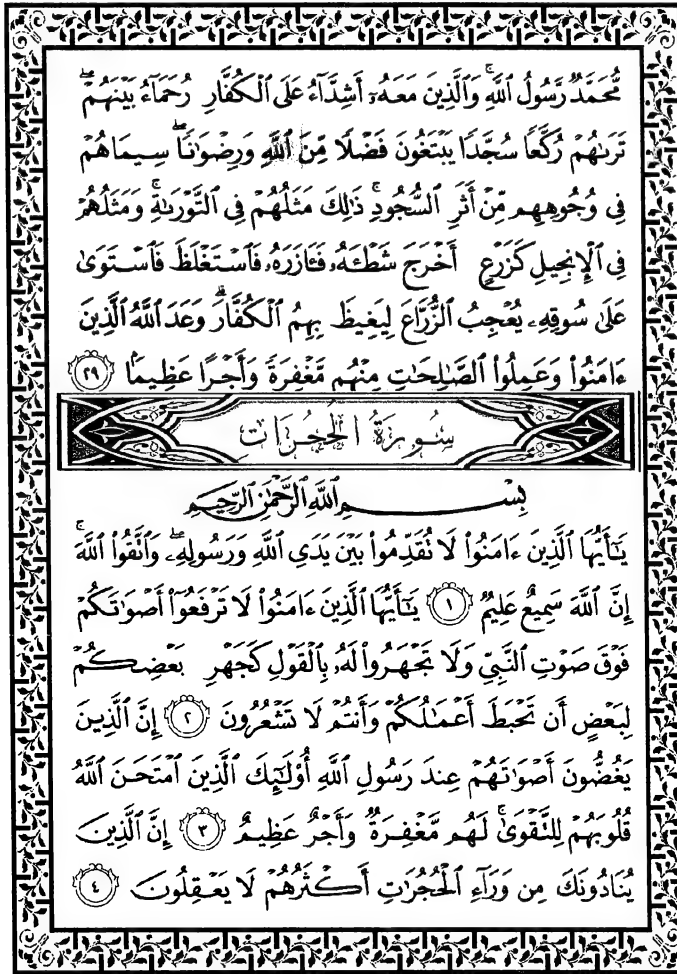 مُّحَمَّدٌ رَّسُولُ ٱللَّهِ ۚ وَٱلَّذِينَ مَعَهُۥٓ أَشِدَّآءُ عَلَى ٱلْكُفَّارِ رُحَمَآءُ بَيْنَهُمْ ۖ
تَرَىٰهُمْ رُكَّعًا سُجَّدًا يَبْتَغُونَ فَضْلًا مِّنَ ٱللَّهِ وَرِضْوَٰنًا ۖ سِيمَاهُمْ
فِى وُجُوهِهِم مِّنْ أَثَرِ ٱلسُّجُودِ ۚ ذَٰلِكَ مَثَلُهُمْ فِى ٱلتَّوْرَىٰةِ ۚ وَمَثَلُهُمْ
فِى ٱلْإِنجِيلِ كَزَرْعٍ أَخْرَجَ شَطْـَٔهُۥ فَـَٔازَرَهُۥ فَٱسْتَغْلَظَ فَٱسْتَوَىٰ
عَلَىٰ سُوقِهِۦ يُعْجِبُ ٱلزُّرَّاعَ لِيَغِيظَ بِهِمُ ٱلْكُفَّارَ ۗ وَعَدَ ٱللَّهُ ٱلَّذِينَ
ءَامَنُوا۟ وَعَمِلُوا۟ ٱلصَّٰلِحَٰتِ مِنْهُم مَّغْفِرَةً وَأَجْرًا عَظِيمًۢا ٢٩
سُورَةُ الْحُجُرَاتِ
بِسْمِ ٱللَّهِ ٱلرَّحْمَٰنِ ٱلرَّحِيمِ
يَٰٓأَيُّهَا ٱلَّذِينَ ءَامَنُوا۟ لَا تُقَدِّمُوا۟ بَيْنَ يَدَىِ ٱللَّهِ وَرَسُولِهِۦ ۖ وَٱتَّقُوا۟ ٱللَّهَ ۚ
إِنَّ ٱللَّهَ سَمِيعٌ عَلِيمٌ ١ يَٰٓأَيُّهَا ٱلَّذِينَ ءَامَنُوا۟ لَا تَرْفَعُوٓا۟ أَصْوَٰتَكُمْ
فَوْقَ صَوْتِ ٱلنَّبِىِّ وَلَا تَجْهَرُوا۟ لَهُۥ بِٱلْقَوْلِ كَجَهْرِ بَعْضِكُمْ
لِبَعْضٍ أَن تَحْبَطَ أَعْمَٰلُكُمْ وَأَنتُمْ لَا تَشْعُرُونَ ٢ إِنَّ ٱلَّذِينَ
يَغُضُّونَ أَصْوَٰتَهُمْ عِندَ رَسُولِ ٱللَّهِ أُو۟لَٰٓئِكَ ٱلَّذِينَ ٱمْتَحَنَ ٱللَّهُ
قُلُوبَهُمْ لِلتَّقْوَىٰ ۚ لَهُم مَّغْفِرَةٌ وَأَجْرٌ عَظِيمٌ ٣ إِنَّ ٱلَّذِينَ
يُنَادُونَكَ مِن وَرَآءِ ٱلْحُجُرَٰتِ أَكْثَرُهُمْ لَا يَعْقِلُونَ ٤